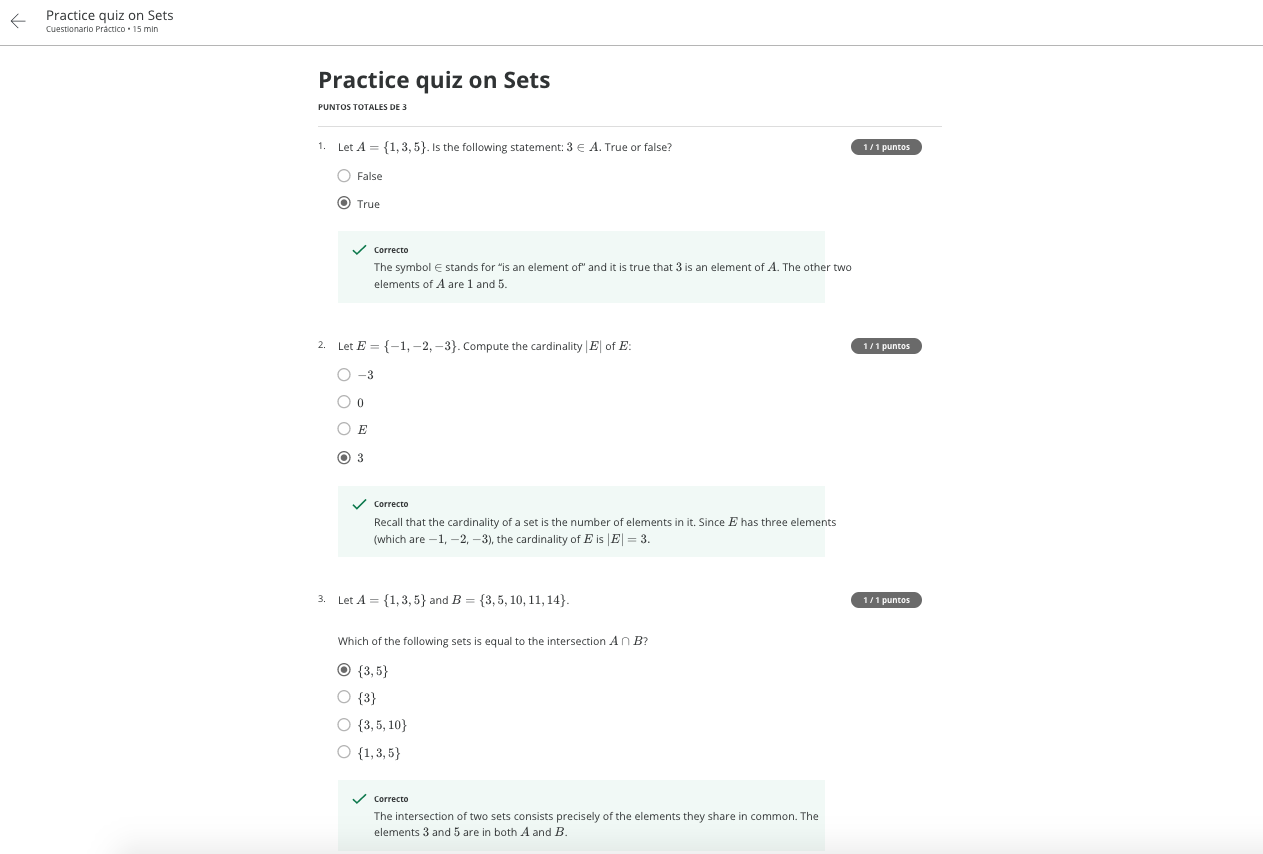 Practice quiz on Sets
Cuestionario Práctico • 15 min
Practice quiz on Sets
PUNTOS TOTALES DE 3
1. Let A = {1, 3, 5}. Is the following statement: 3 ∈ A. True or false?
1 / 1 puntos
False
True
Correcto
The symbol ∈ stands for “is an element of” and it is true that 3 is an element of A. The other two
elements of A are 1 and 5.
2. Let E = {−1, −2, −3}. Compute the cardinality |E| of E:
1 / 1 puntos
−3
0
E
3
Correcto
Recall that the cardinality of a set is the number of elements in it. Since E has three elements
(which are −1, −2, −3), the cardinality of E is |E| = 3.
3. Let A = {1, 3, 5} and B = {3, 5, 10, 11, 14}.
1 / 1 puntos
Which of the following sets is equal to the intersection A ∩ B?
{3, 5}
{3}
{3, 5, 10}
{1, 3, 5}
Correcto
The intersection of two sets consists precisely of the elements they share in common. The
elements 3 and 5 are in both A and B.